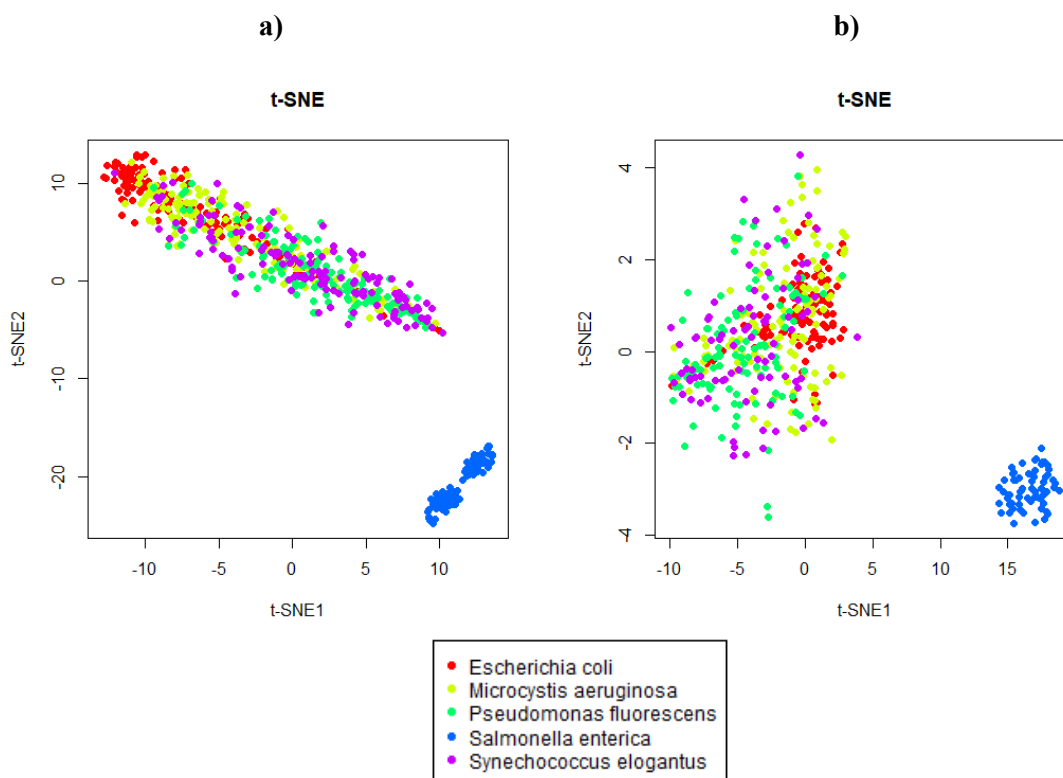 a)
b)
t-SNE
t-SNE
10
0
-10
-20
t-SNE2
-10
-5
0
5
10
t-SNE1
4
2
0
-2
-4
t-SNE2
-10
-5
0
5
10
15
t-SNE1
Escherichia coli
Microcystis aeruginosa
Pseudomonas fluorescens
Salmonella enterica
Synechococcus elogantus